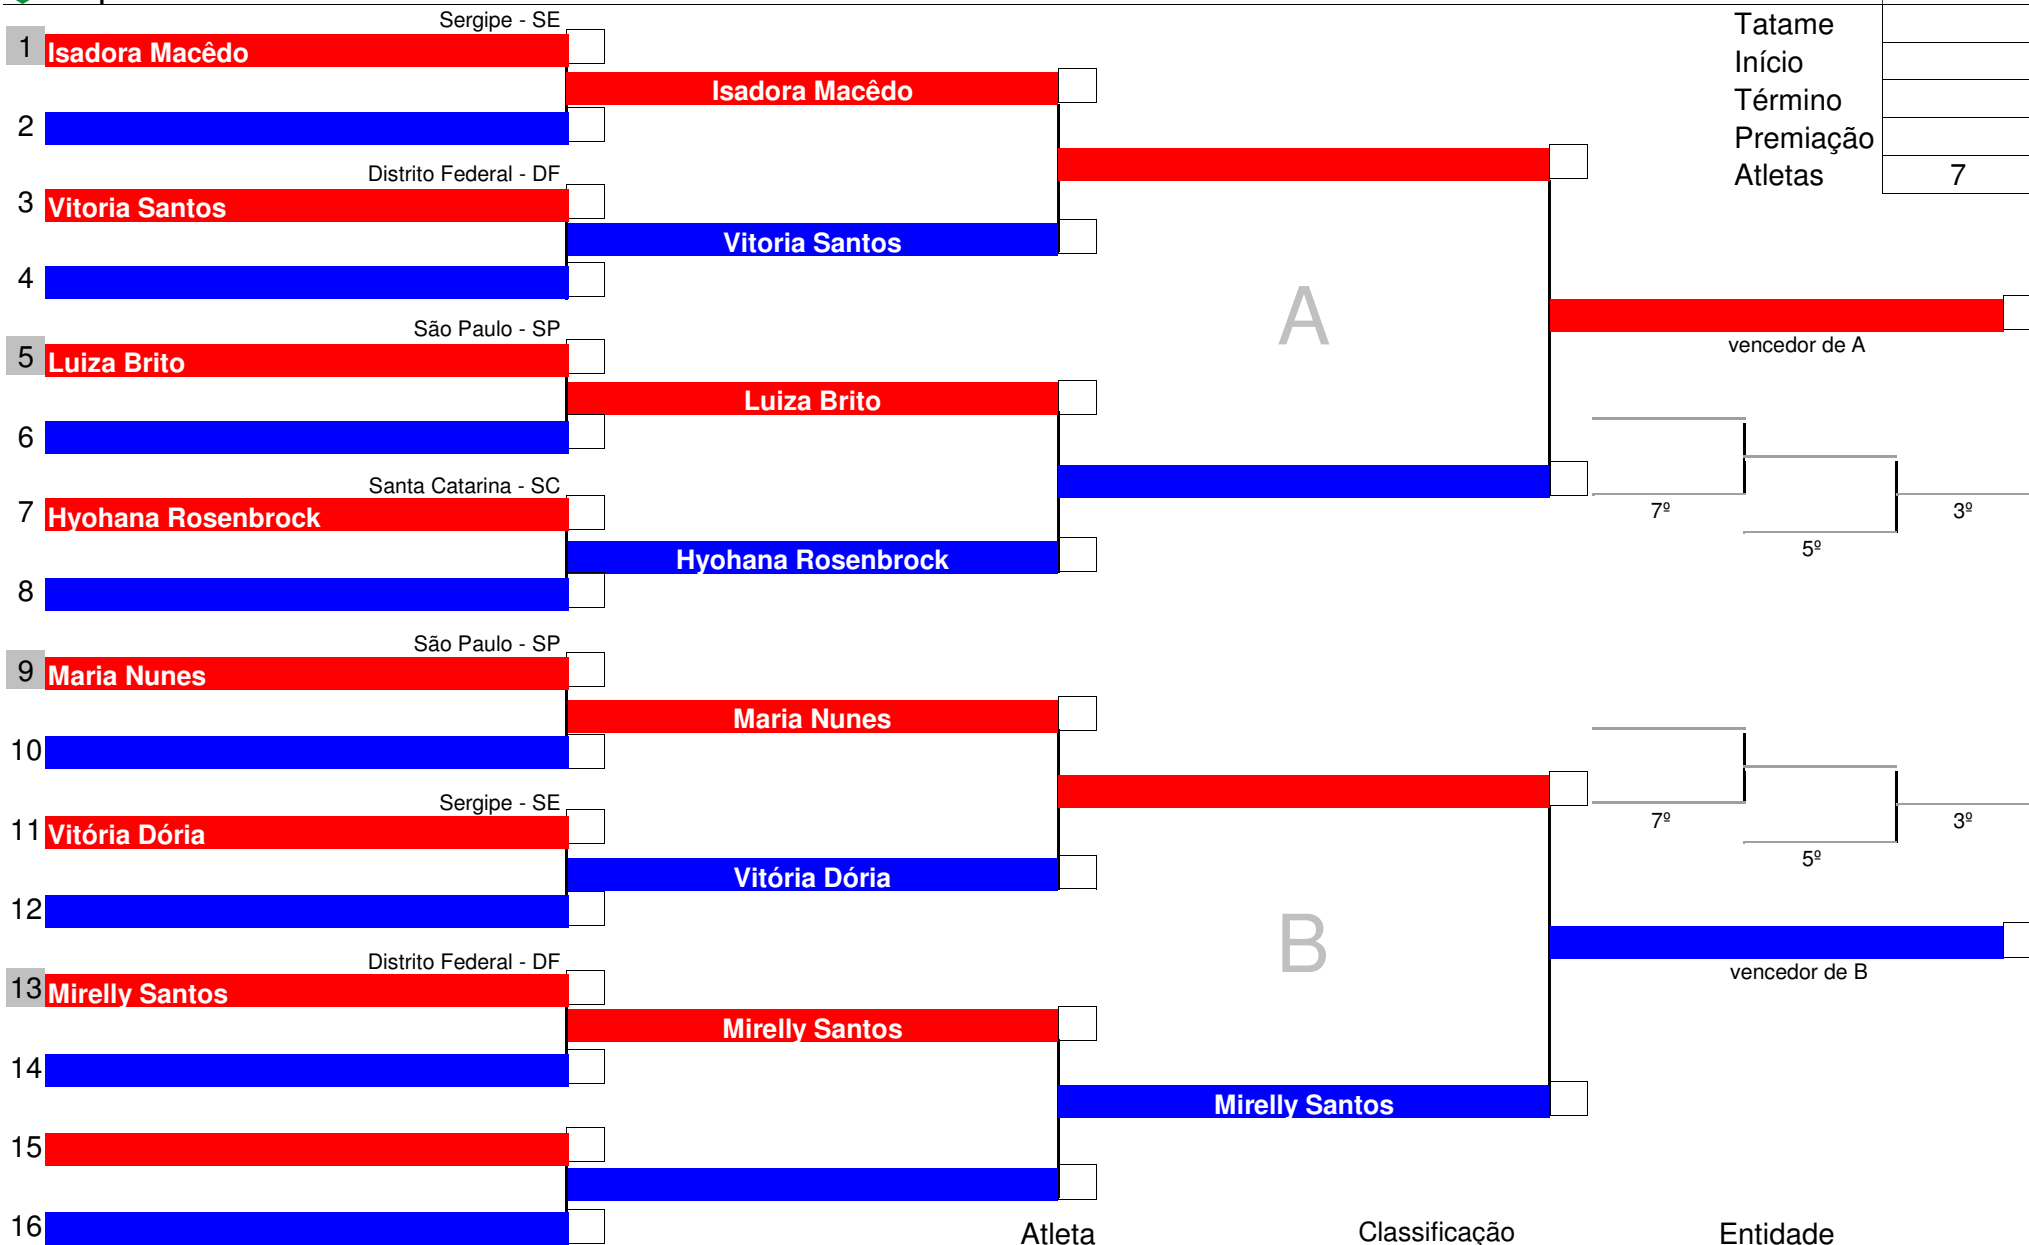 Sergipe - SE
1 Isadora Macêdo
Isadora Macêdo
2
Distrito Federal - DF
3 Vitoria Santos
Vitoria Santos
4
São Paulo - SP
5 Luiza Brito
Luiza Brito
6
Santa Catarina - SC
7 Hyohana Rosenbrock
Hyohana Rosenbrock
8
São Paulo - SP
9 Maria Nunes
Maria Nunes
10
Sergipe - SE
11 Vitória Dória
Vitória Dória
12
Distrito Federal - DF
13 Mirelly Santos
Mirelly Santos
14
Mirelly Santos
15
16
A
B
Tatame
Início
Término
Premiação
Atletas 7
vencedor de A
7º
5º
3º
7º
5º
3º
vencedor de B
Atleta Classificação Entidade